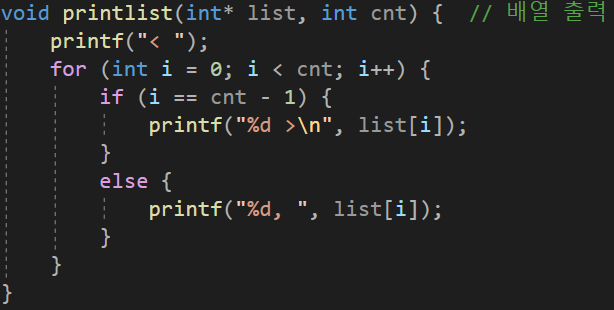 void printlist(int* list, int cnt) {  // 배열 출력
    printf("< ");
    for (int i = 0; i < cnt; i++) {
        if (i == cnt - 1) {
            printf("%d >\n", list[i]);
        }
        else {
            printf("%d, ", list[i]);
        }
    }
}